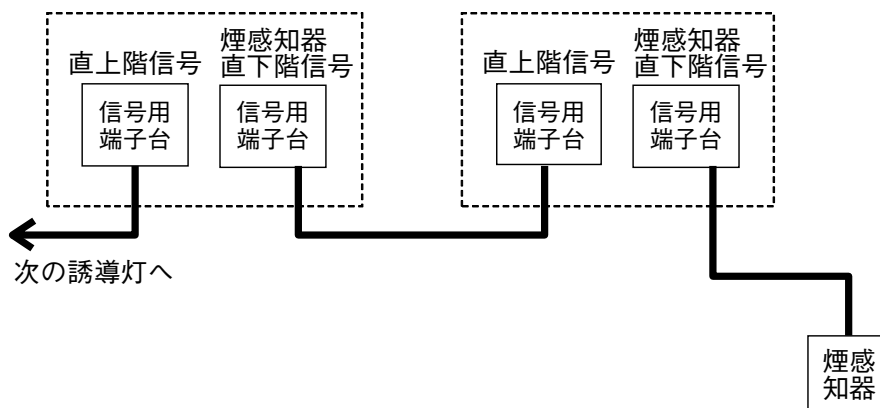 直上階信号
煙感知器
直下階信号
信号用
端子台
信号用
端子台
直上階信号
煙感知器
直下階信号
信号用
端子台
信号用
端子台
次の誘導灯へ
煙感
知器